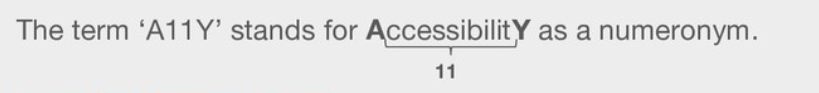 The term ‘A11Y’ stands for AccessibilitY as a numeronym.
11